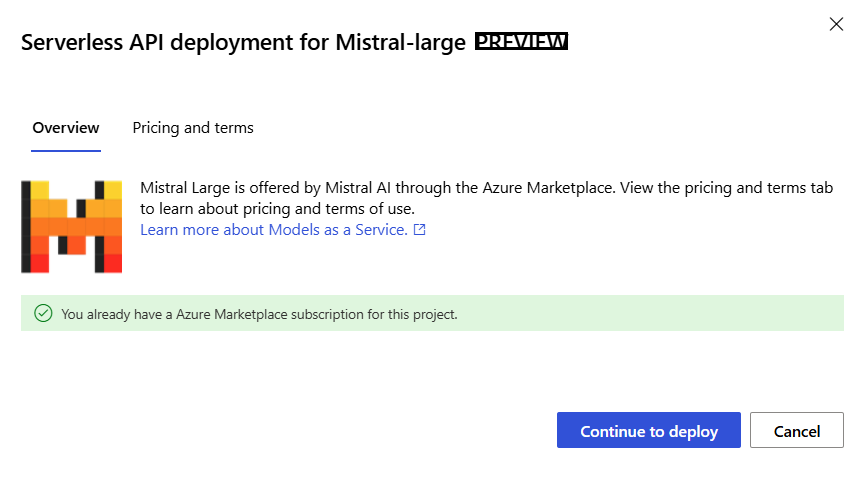 Serverless API deployment for Mistral-large PREVIEW
Overview Pricing and terms
Mistral Large is offered by Mistral AI through the Azure Marketplace. View the pricing and terms tab
to learn about pricing and terms of use.
Learn more about Models as a Service.
You already have a Azure Marketplace subscription for this project.
Continue to deploy Cancel